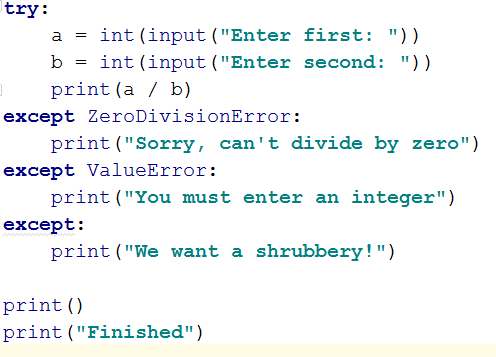 try:
    a = int(input("Enter first: "))
    b = int(input("Enter second: "))
    print(a / b)
except ZeroDivisionError:
    print("Sorry, can't divide by zero")
except ValueError:
    print("You must enter an integer")
except:
    print("We want a shrubbery!")

print()
print("Finished")